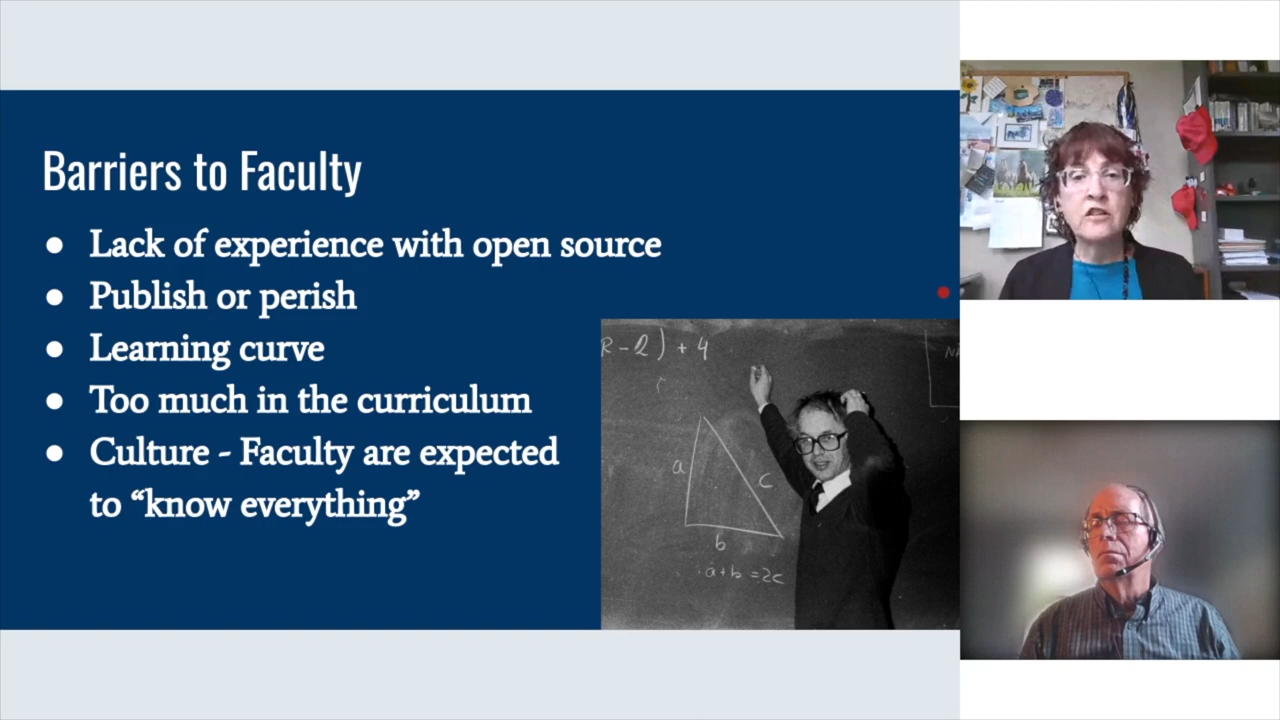 Barriers to Faculty
● Lack of experience with open source
● Publish or perish
● Learning curve
● Too much in the curriculum
● Culture - Faculty are expected
to “know everything”
R - 2 ) + 4
a
c
b
a + b = 2c